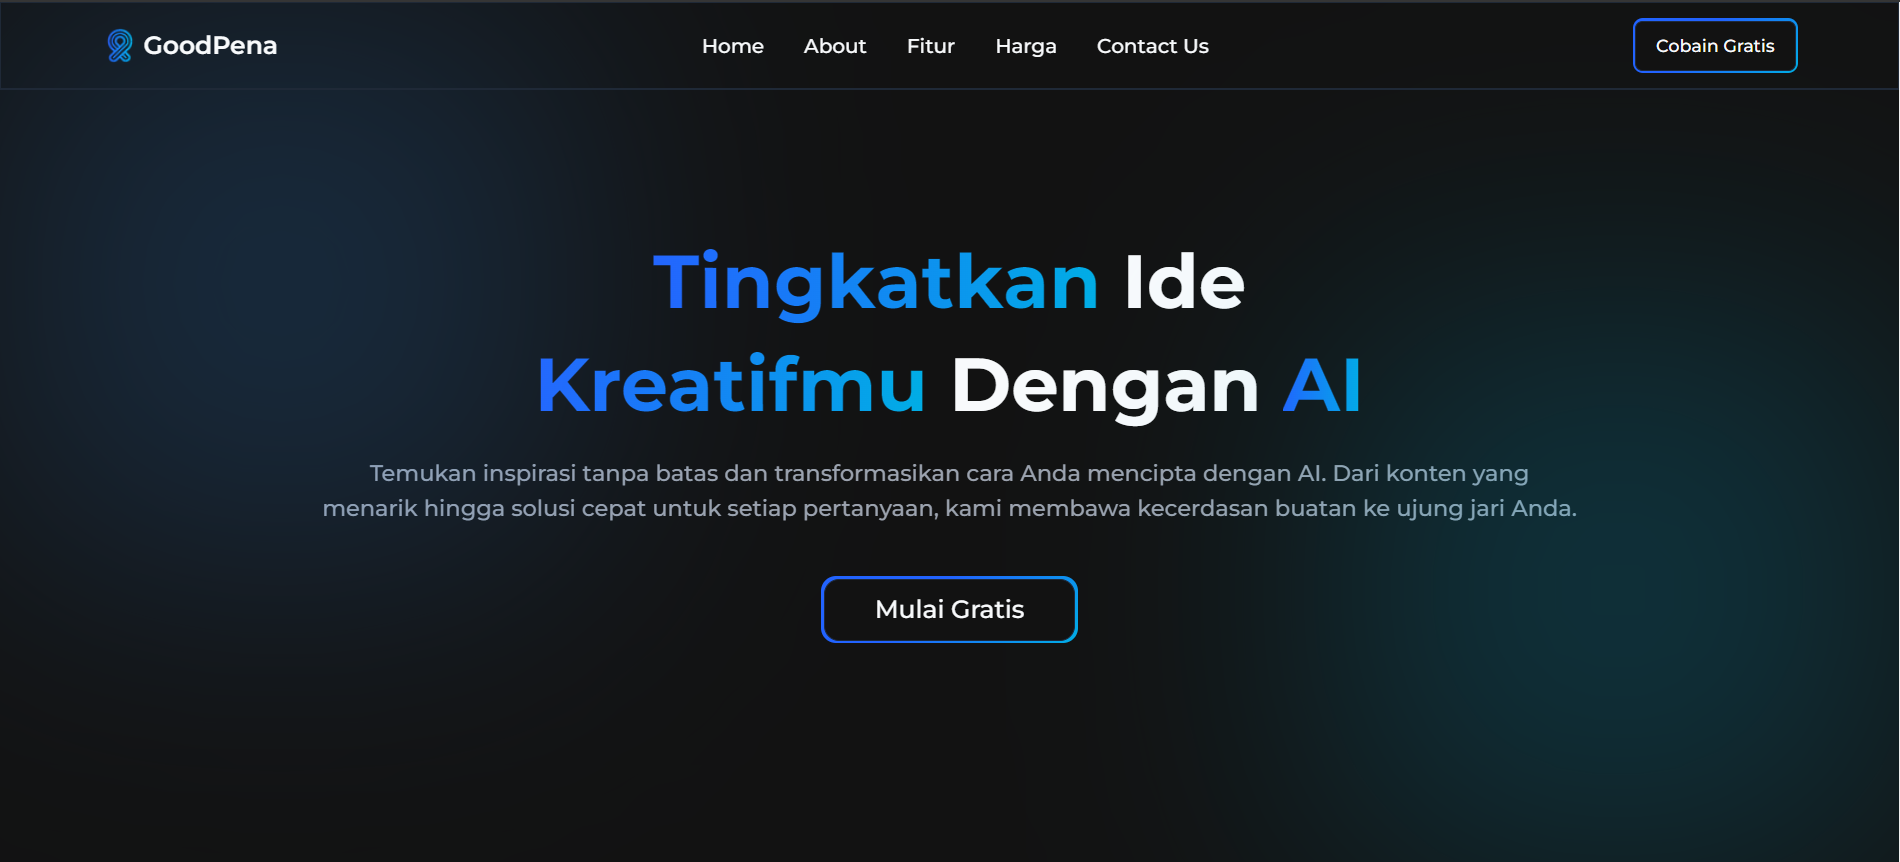 GoodPena
Home About Fitur Harga Contact Us
Cobain Gratis
Tingkatkan Ide
Kreatifmu Dengan AI
Temukan inspirasi tanpa batas dan transformasikan cara Anda mencipta dengan AI. Dari konten yang
menarik hingga solusi cepat untuk setiap pertanyaan, kami membawa kecerdasan buatan ke ujung jari Anda.
Mulai Gratis